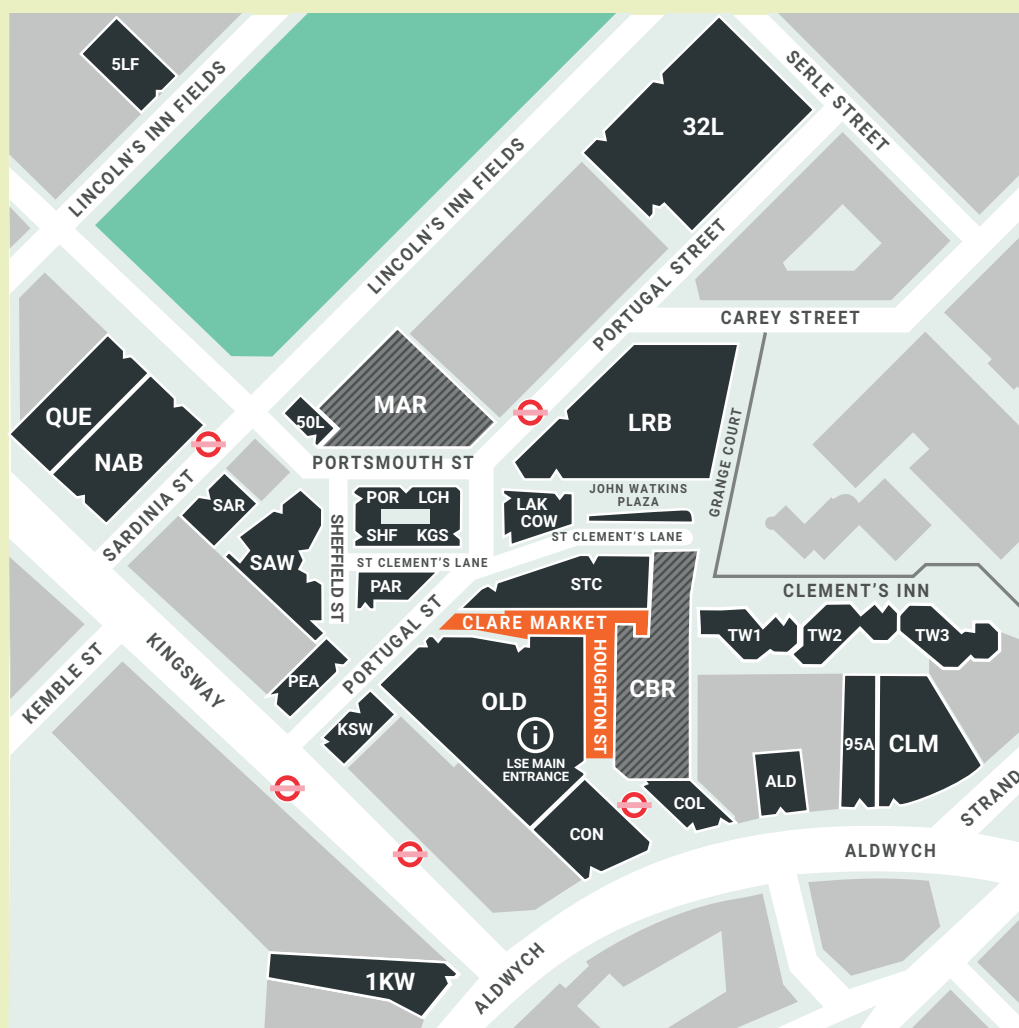 5LF
LINCOLN'S INN FIELDS
32L
SERLE STREET
LINCOLN'S INN FIELDS
PORTUGAL STREET
CAREY STREET
QUE
NAB
50L
MAR
LRB
GRANGE COURT
PORTSMOUTH ST
SARDINIA ST
SAR
SAW
SHEFFIELD ST
POR LCH
SHF KGS
LAK
COW
JOHN WATKINS
PLAZA
ST CLEMENT'S LANE
ST CLEMENT'S LANE
PAR
STC
CLEMENT'S INN
CLARE MARKET
HOUGHTON ST
TW1
TW2
TW3
KEMBLE ST
KINGSWAY
PEA
PORTUGAL ST
KSW
OLD
i
LSE MAIN
ENTRANCE
CBR
95A
CLM
ALD
COL
CON
STRAND
ALDWYCH
ALDWYCH
1KW